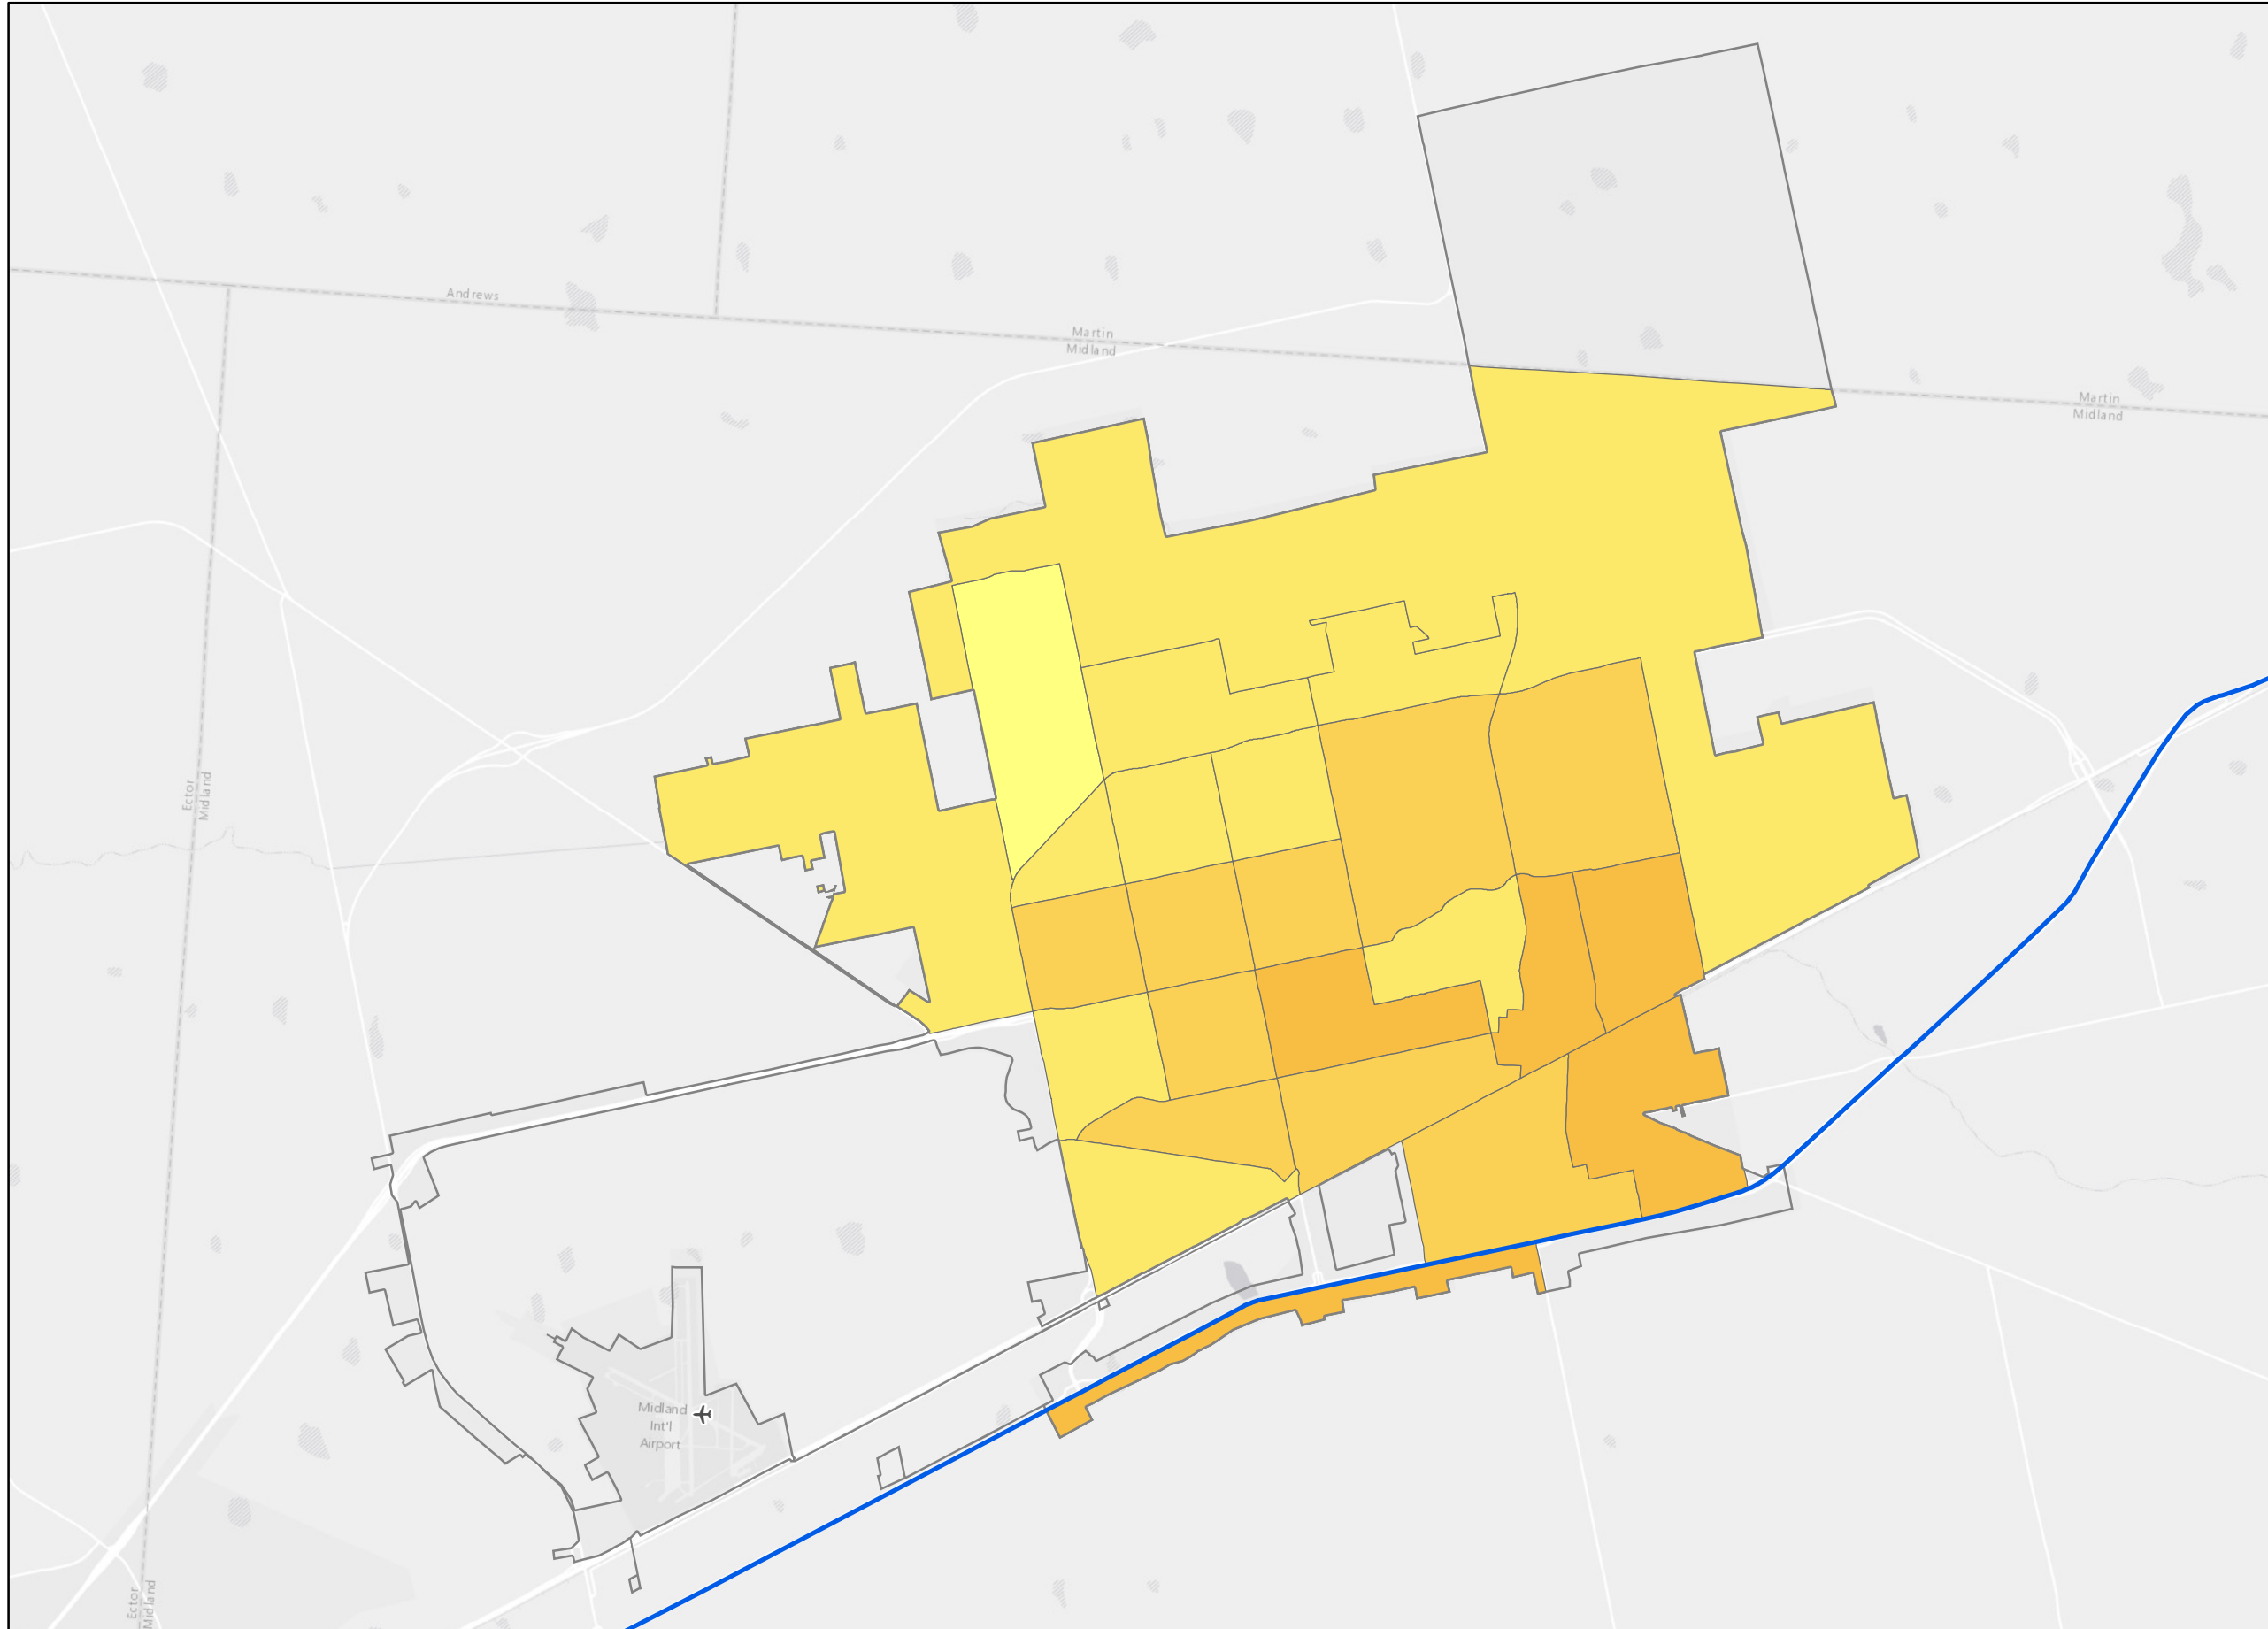 Andrews
Martin
Midland
Martin
Midland
Ector
Midland
Midland
Int'l
Airport
Ector
Midland